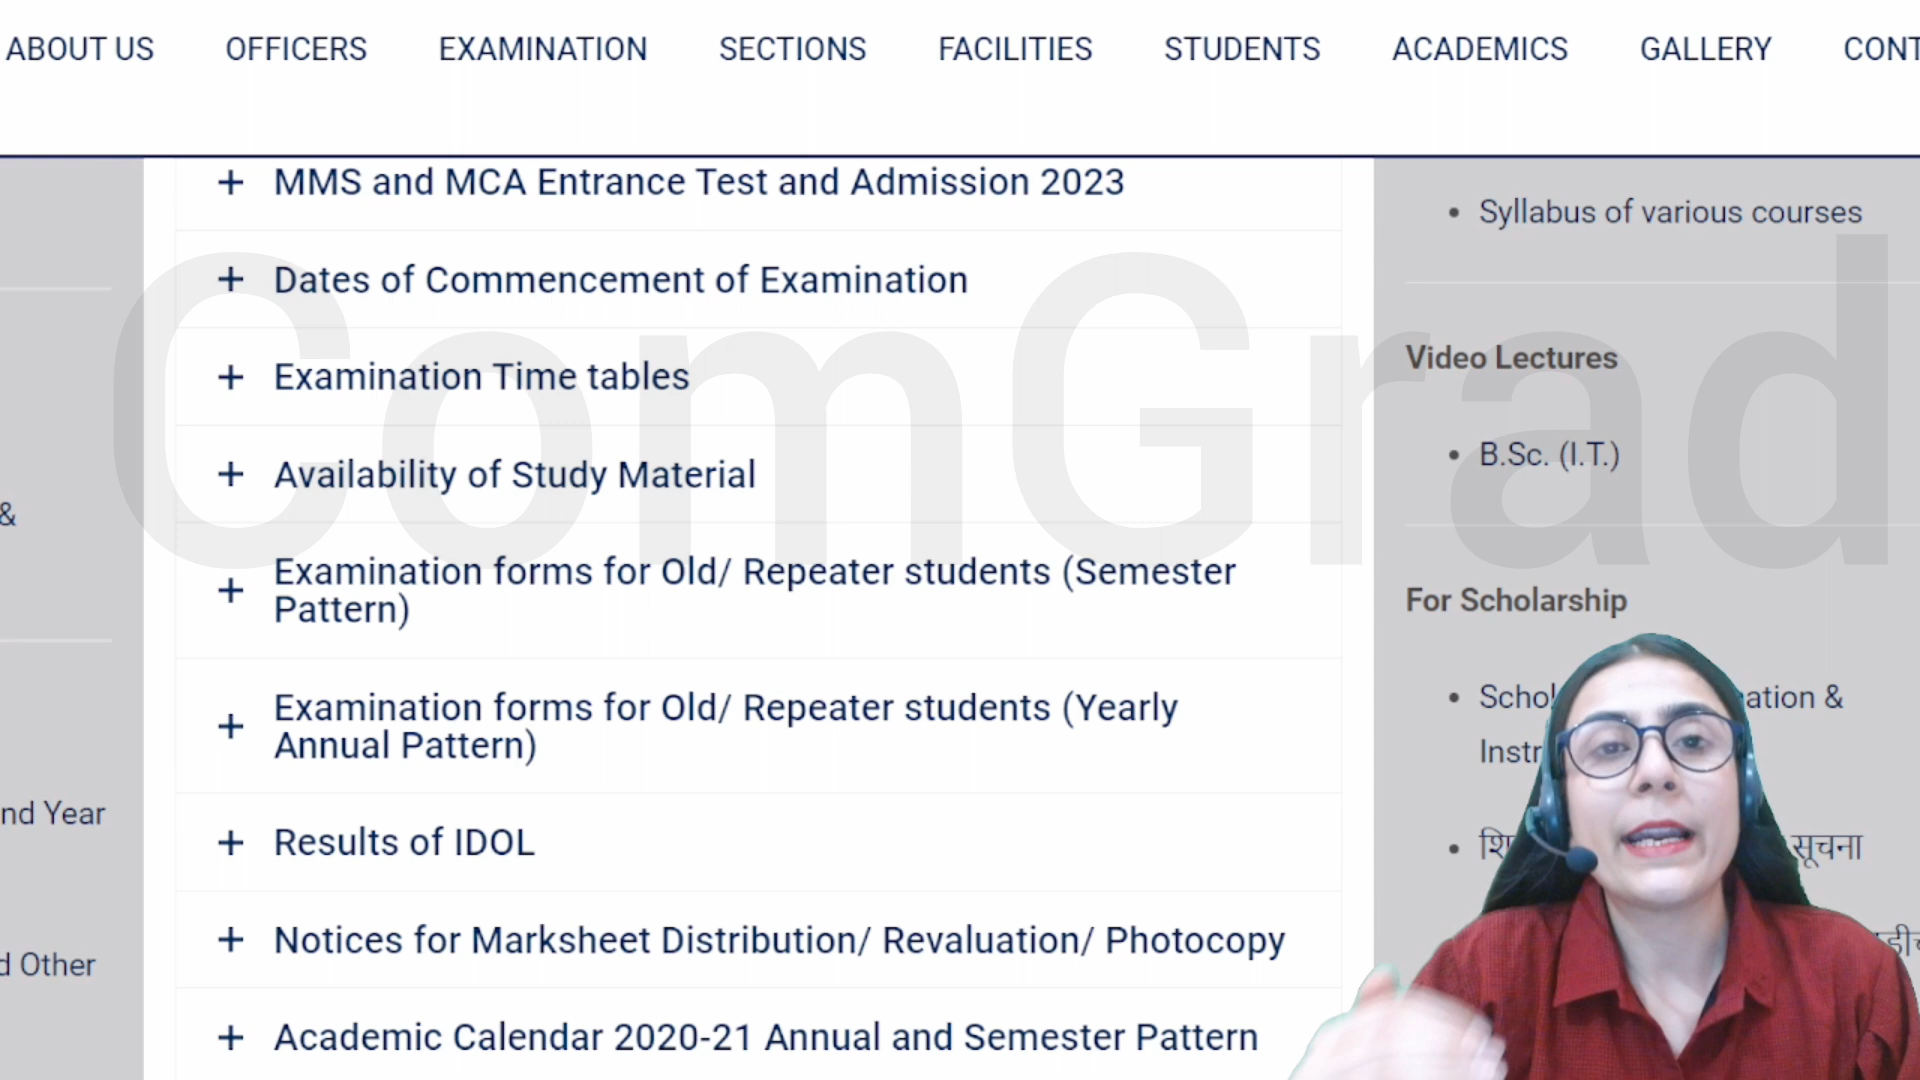 ABOUT US OFFICERS EXAMINATION SECTIONS FACILITIES STUDENTS ACADEMICS GALLERY CONT
MMS and MCA Entrance Test and Admission 2023
Dates of Commencement of Examination
Examination Time tables
Availability of Study Material
Examination forms for Old/ Repeater students (Semester
Pattern)
Examination forms for Old/ Repeater students (Yearly
Annual Pattern)
Results of IDOL
Notices for Marksheet Distribution/ Revaluation/ Photocopy
Academic Calendar 2020-21 Annual and Semester Pattern
&
nd Year
d Other
Syllabus of various courses
Video Lectures
B.Sc. (I.T.)
For Scholarship
Schol ation &
Instr
सूचना
ComGrad